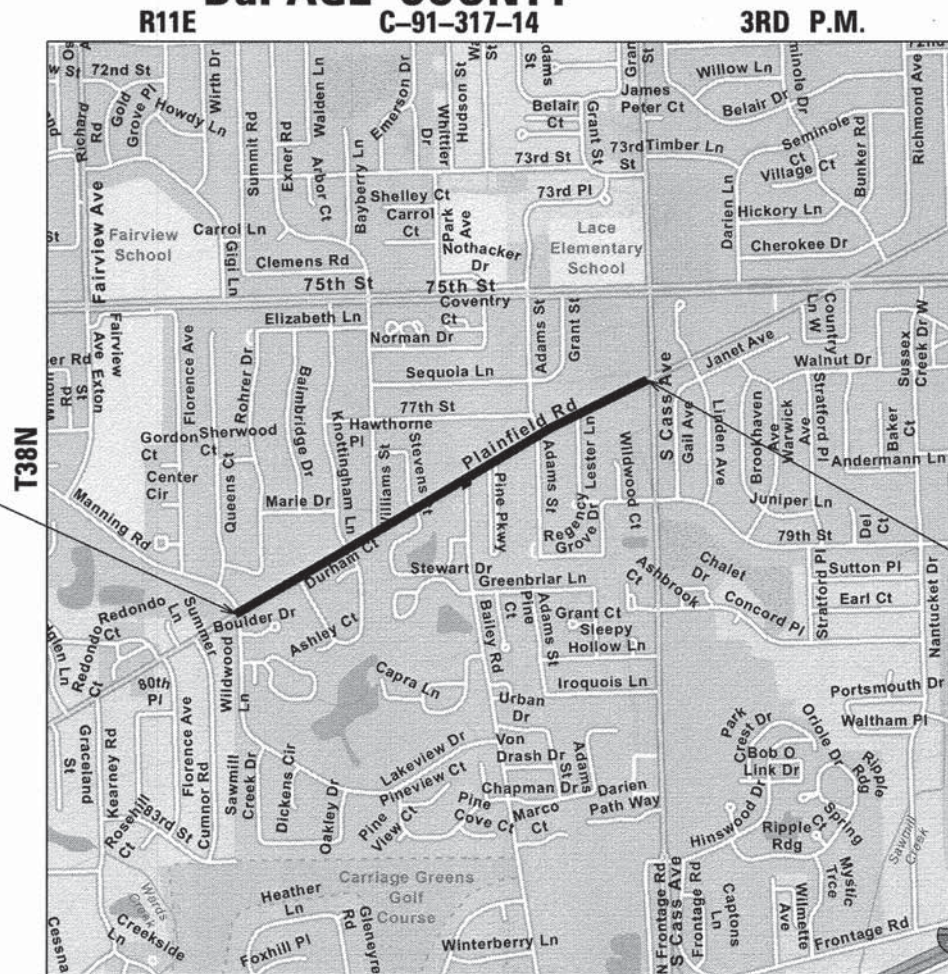 DuPAGE COUNTY
R11E C–91–317–14 3RD P.M.
T38N
72nd St
Gold Grove Pl
Howdy Ln
Wirth Dr
Richard Rd
Summit Rd
Exner Rd
Walden Ln
Arbor Ct
Bayberry Ln
Emerson Dr
Whittier Dr
Hudson St
Belair Ct
Grant St
73rd St
73rd St
James Peter Ct
Willow Ln
Belair Dr
Timber Ln
Seminole Ct
Village Ct
Bunker Rd
Richmond Ave
Darien Ln
Hickory Ln
Cherokee Dr
Fairview Ave
Fairview School
Carrol Ln
Gigi Ln
Clemens Rd
Shelley Ct
Carrol Ct
Park Ave
Nothacker Dr
73rd Pl
Lace Elementary School
75th St
75th St
Coventry Ct
Elizabeth Ln
Norman Dr
Sequoia Ln
77th St
Hawthorne Pl
Adams St
Grant St
S Cass Ave
Janet Ave
Country Ln W
Walnut Dr
Sussex Creek Dr W
Fairview Ave
Exton
Florence Ave
Rohrer Dr
Baimbridge Dr
Knottingham Ln
Gordon Ct
Sherwood Ct
Center Cir
Queens Ct
Marie Dr
Manning Rd
Williams St
Stevens St
Plainfield Rd
Pine Pkwy
Adams St
Lester Ln
Wildwood Ct
Regency Grove Dr
Gail Ave
Linden Ave
Brookhaven Ave
Warwick Ave
Stratford Pl
Baker Ct
Andermann Ln
Juniper Ln
Del Ct
79th St
Durham Ct
Boulder Dr
Ashley Ct
Stewart Dr
Greenbriar Ln
Pine Ct
Adams St
Grant Ct
Sleepy Hollow Ln
Iroquois Ln
Bailey Rd
Ashbrook Ct
Chalet Dr
Concord Pl
Stratford Pl
Sutton Pl
Earl Ct
Nantucket Dr
Redondo Ct
Redondo Ct
Summer Ln
Wildwood Ln
80th Pl
Capra Ln
Urban Dr
Von Drash Dr
Adams St
Portsmouth Dr
Waltham Pl
Graceland St
Kearney Rd
Florence Ave
Cumnor Rd
Sawmill Creek Dr
Dickens Cir
Oakley Dr
Lakeview Dr
Pineview Ct
Pine View Ct
Pine Cove Ct
Chapman Dr
Marco Ct
Darien Path Way
Park Crest Dr
Bob O Link Dr
Oriole Dr
Ripple Rdg
Hinswood Dr
Ripple Rdg
Spring Ct
Mystic Trce
Sawmill Creek
Rosehill Ct
83rd St
Wards Creek
Creekside Ln
Cessna
Heather Ln
Foxhill Pl
Carriage Greens Golf Course
Winterberry Ln
N Frontage Rd
S Cass Ave
Frontage Rd
Captons Ln
Wilmette Ave
Frontage Rd